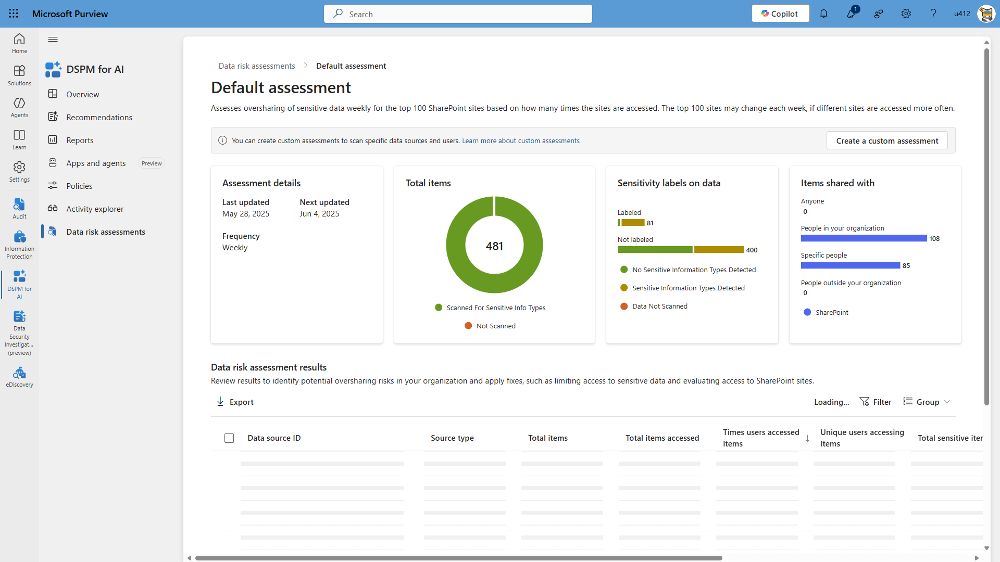 Microsoft Purview
Search
Copilot
1
u412
Home
Solutions
Agents
Learn
Settings
Audit
Information
Protection
DSPM for
AI
Data
Security
Investigat...
(preview)
eDiscovery
DSPM for AI
Overview
Recommendations
Reports
Apps and agents
Preview
Policies
Activity explorer
Data risk assessments
Data risk assessments
Default assessment
Default assessment
Assesses oversharing of sensitive data weekly for the top 100 SharePoint sites based on how many times the sites are accessed. The top 100 sites may change each week, if different sites are accessed more often.
You can create custom assessments to scan specific data sources and users. Learn more about custom assessments
Create a custom assessment
Assessment details
Last updated
May 28, 2025
Next updated
Jun 4, 2025
Frequency
Weekly
Total items
481
Scanned For Sensitive Info Types
Not Scanned
Sensitivity labels on data
Labeled
81
Not labeled
400
No Sensitive Information Types Detected
Sensitive Information Types Detected
Data Not Scanned
Items shared with
Anyone
0
People in your organization
108
Specific people
85
People outside your organization
0
SharePoint
Data risk assessment results
Review results to identify potential oversharing risks in your organization and apply fixes, such as limiting access to sensitive data and evaluating access to SharePoint sites.
Export
Loading...
Filter
Group
Data source ID
Source type
Total items
Total items accessed
Times users accessed
items
Unique users accessing
items
Total sensitive iter